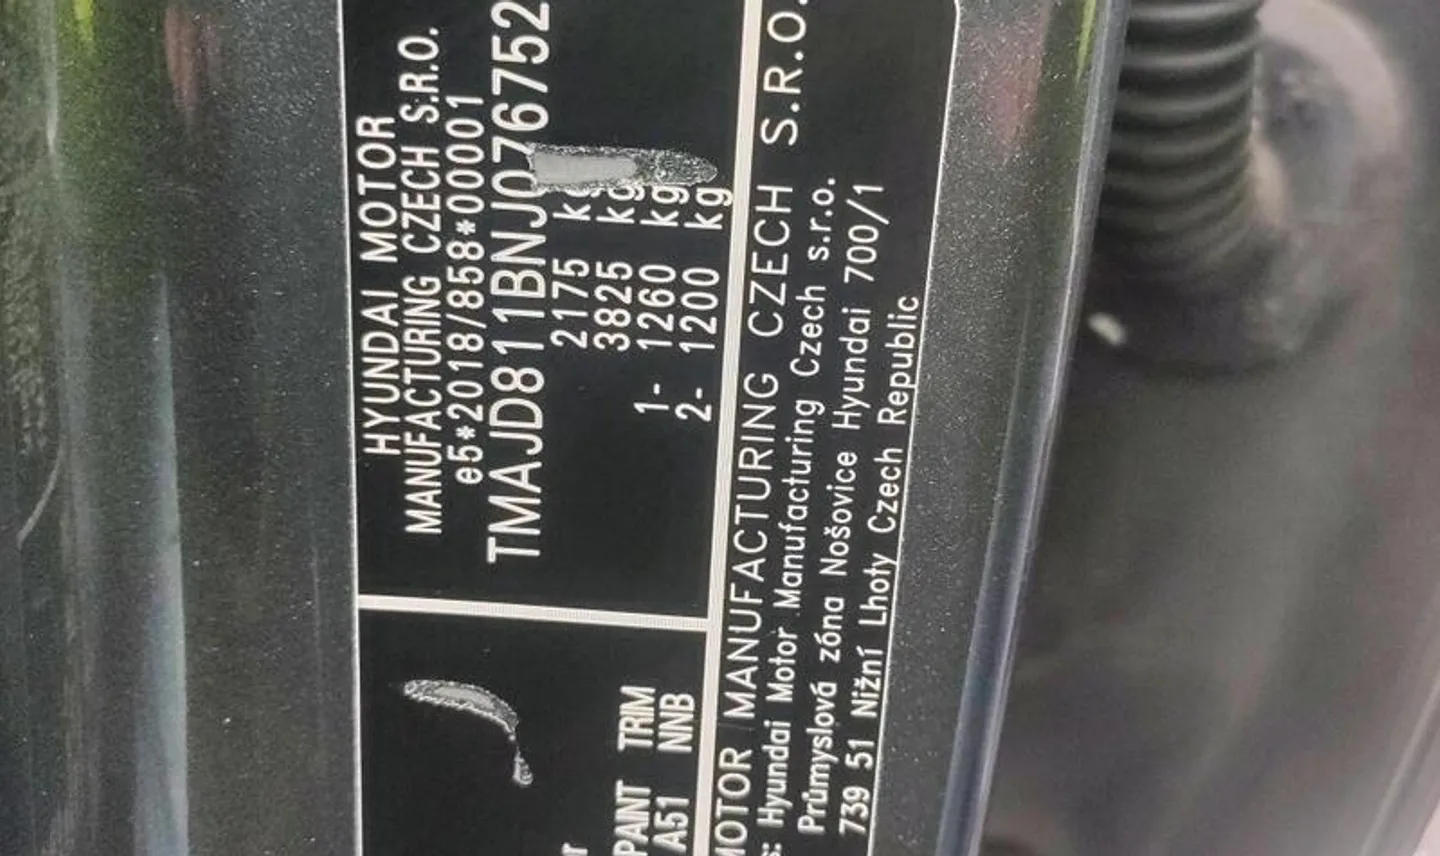 HYUNDAI MOTOR
MANUFACTURING CZECH S.R.O.
e5*2018/858*00001
TMAJD811BNJ076752
2175 kg
3825 kg
1- 1260 kg
2- 1200 kg
PAINT TRIM
A51 NNB
MOTOR MANUFACTURING CZECH S.R.O.
s: Hyundai Motor Manufacturing Czech s.r.o.
Průmyslová zóna Nošovice Hyundai 700/1
739 51 Nižní Lhoty Czech Republic